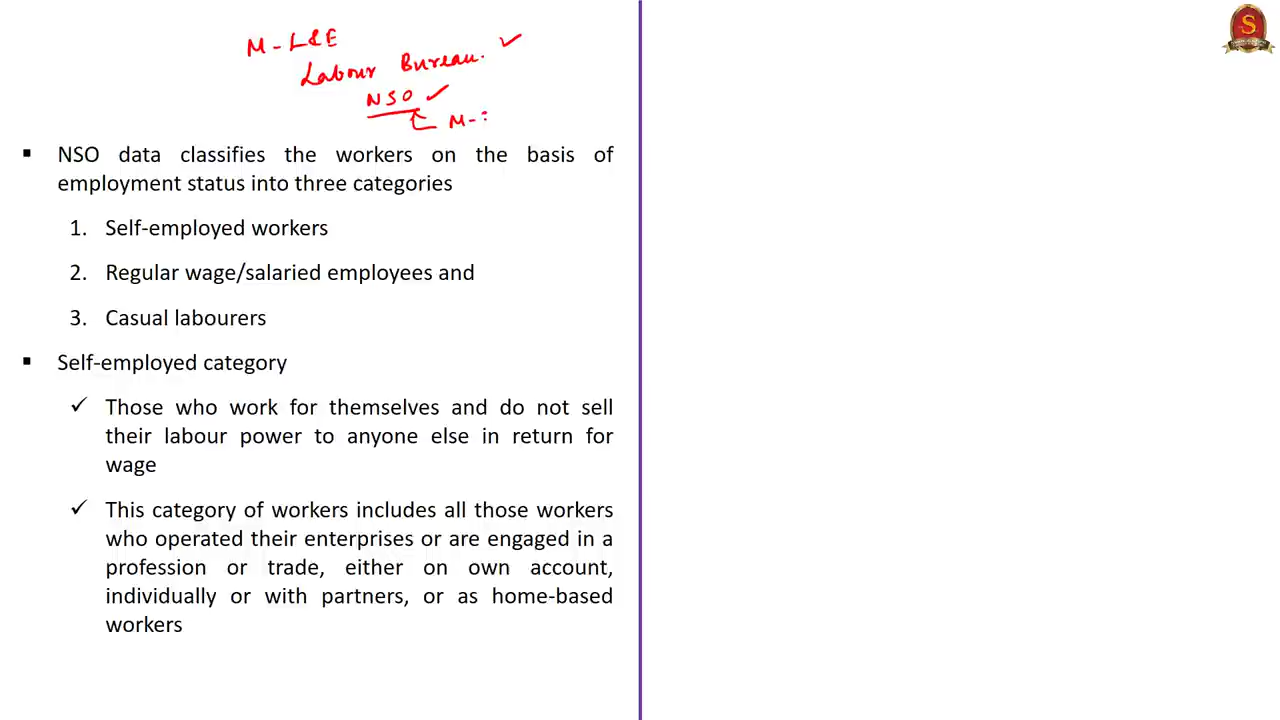 M - L&E
Labour Bureau.
NSO
M -
▪ NSO data classifies the workers on the basis of
employment status into three categories
1. Self-employed workers
2. Regular wage/salaried employees and
3. Casual labourers
▪ Self-employed category
✓ Those who work for themselves and do not sell
their labour power to anyone else in return for
wage
✓ This category of workers includes all those workers
who operated their enterprises or are engaged in a
profession or trade, either on own account,
individually or with partners, or as home-based
workers
S